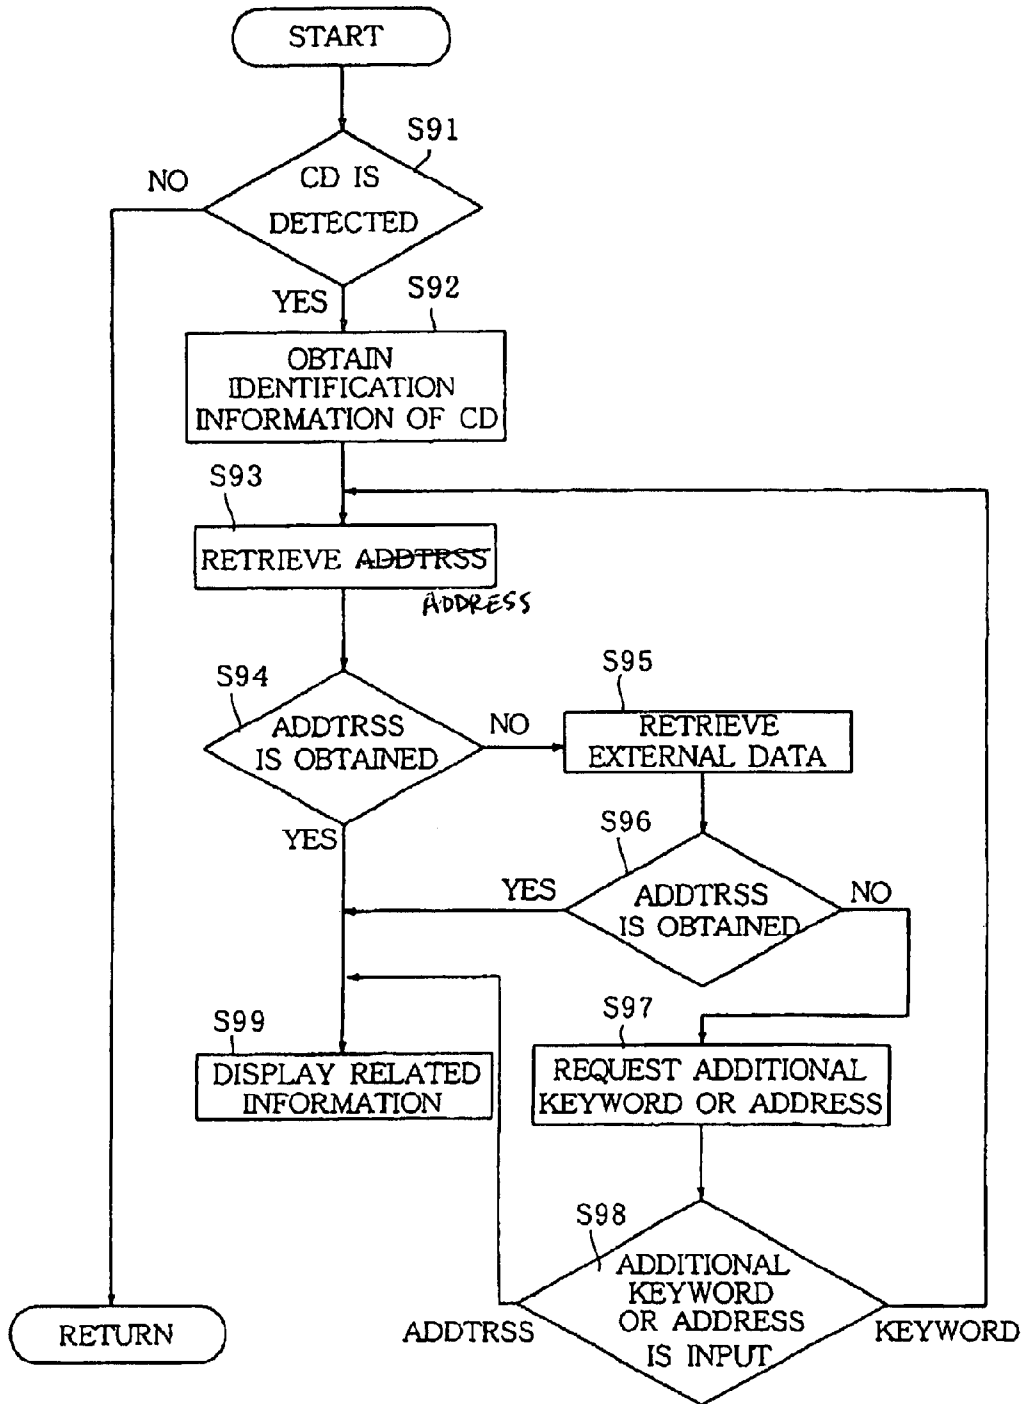 START
S91
NO
CD IS
DETECTED
YES
S92
OBTAIN
IDENTIFICATION
INFORMATION OF CD
S93
RETRIEVE ADDTRSS
ADDRESS
S94
ADDTRSS
IS OBTAINED
NO
YES
S95
RETRIEVE
EXTERNAL DATA
S96
YES
ADDTRSS
IS OBTAINED
NO
S99
DISPLAY RELATED
INFORMATION
S97
REQUEST ADDITIONAL
KEYWORD OR ADDRESS
S98
ADDITIONAL
KEYWORD
OR ADDRESS
IS INPUT
ADDTRSS
KEYWORD
RETURN